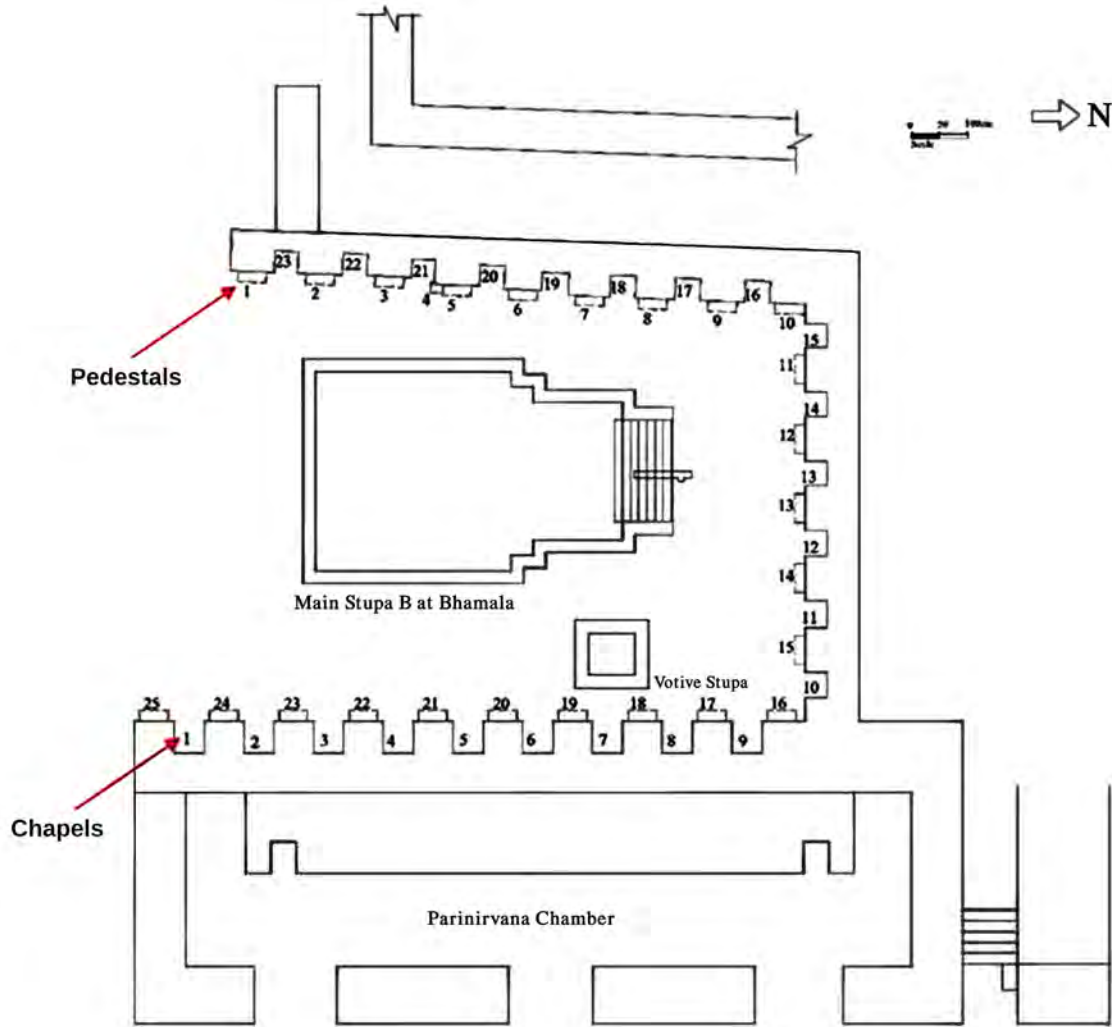 N
Scale
23 22 21 20 19 18 17 16
1 2 3 4 5 6 7 8 9 10
15
11
14
12
13
13
12
14
11
15
10
Pedestals
Main Stupa B at Bhamala
Votive Stupa
25 24 23 22 21 20 19 18 17 16
1 2 3 4 5 6 7 8 9
Chapels
Parinirvana Chamber